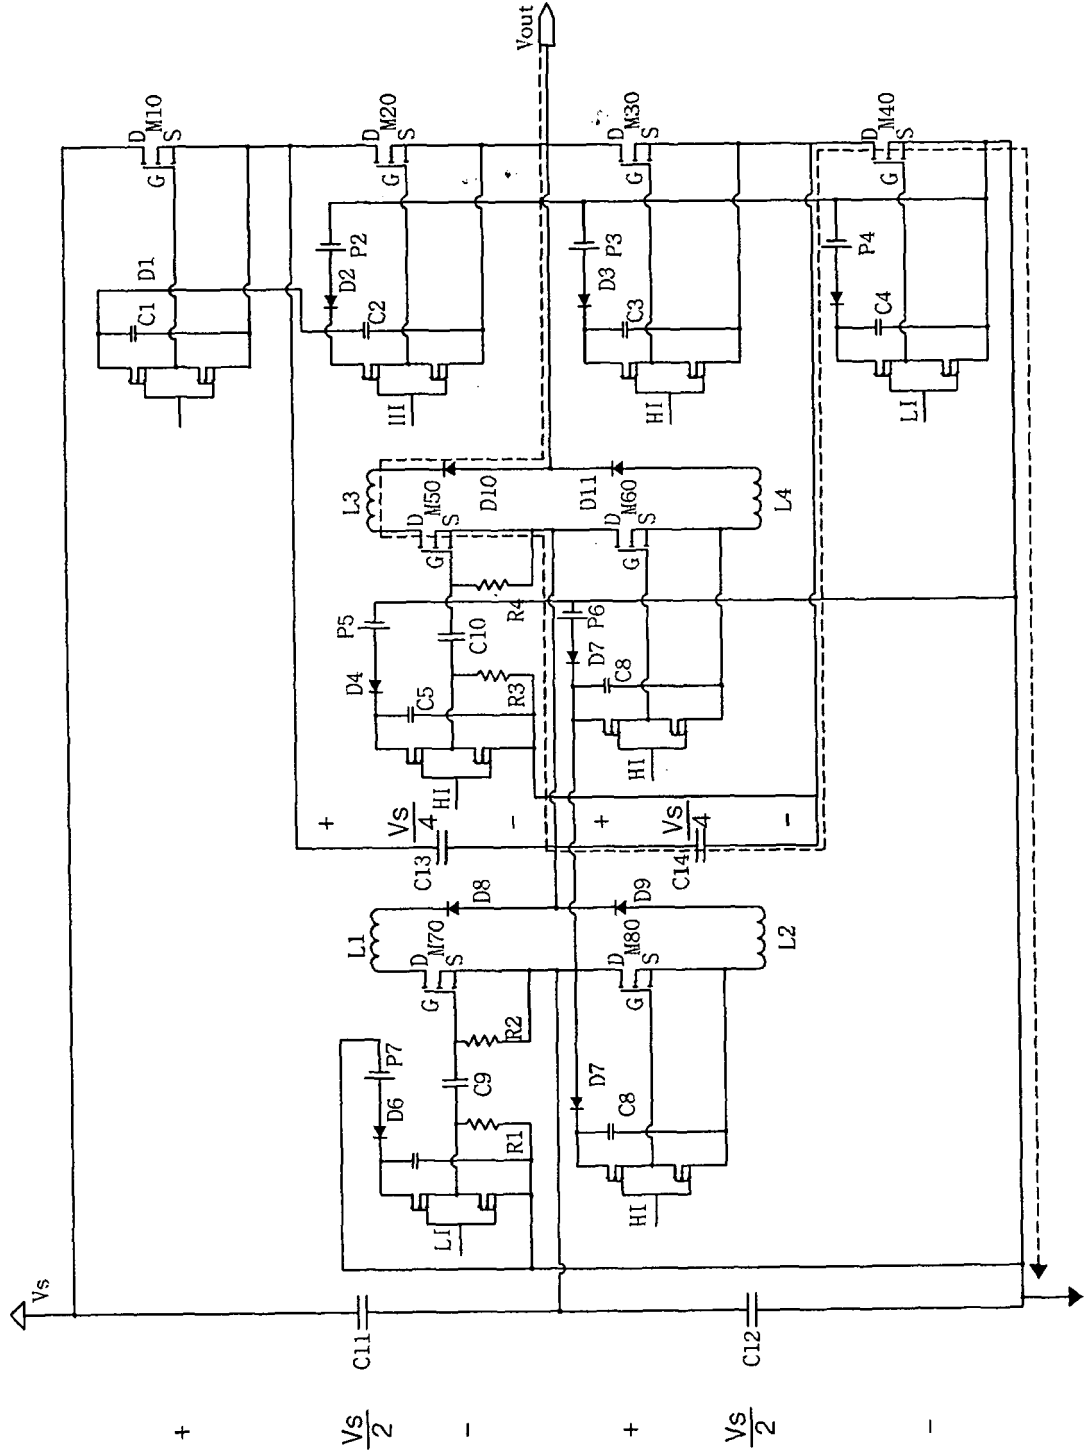 Vout
Vs
D
M10
S
G
D1
C1
D
M20
S
G
P2
D2
C2
III
D
M30
S
G
P3
D3
C3
HI
D
M40
S
G
P4
C4
LI
L3
D
M50
S
G
D10
D11
D
M60
S
G
L4
P5
D4
C5
C10
R4
R3
HI
P6
D7
C8
HI
+
Vs
4
-
C13
+
Vs
4
-
C14
L1
D
M70
S
G
D8
D9
D
M80
S
G
L2
P7
D6
C9
R2
R1
LI
D7
C8
HI
C11
C12
+
Vs
2
-
+
Vs
2
-